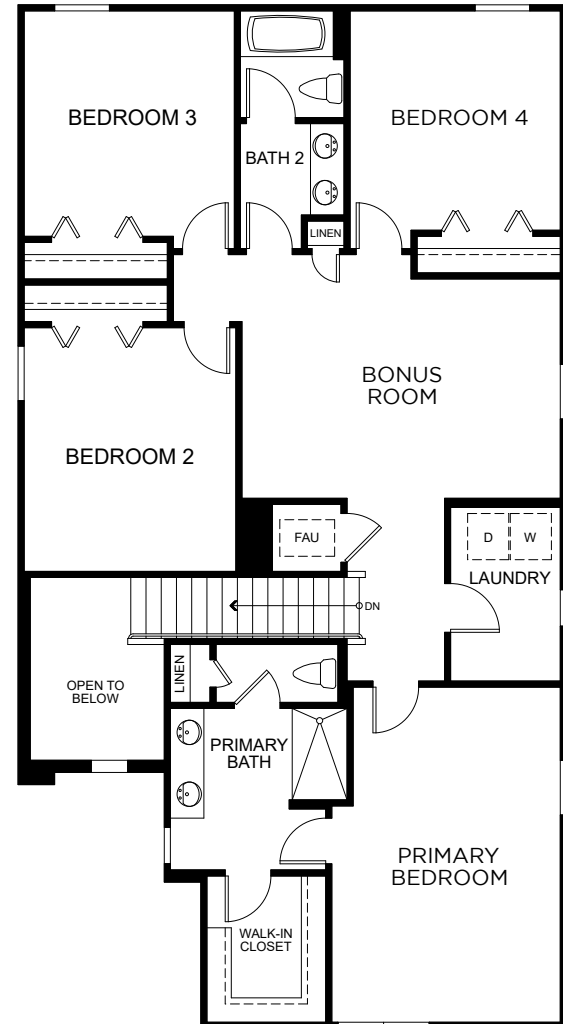 BEDROOM 3
BEDROOM 4
BATH 2
LINEN
BONUS
ROOM
BEDROOM 2
FAU
D
W
LAUNDRY
DN
LINEN
OPEN TO
BELOW
PRIMARY
BATH
PRIMARY
BEDROOM
WALK-IN
CLOSET